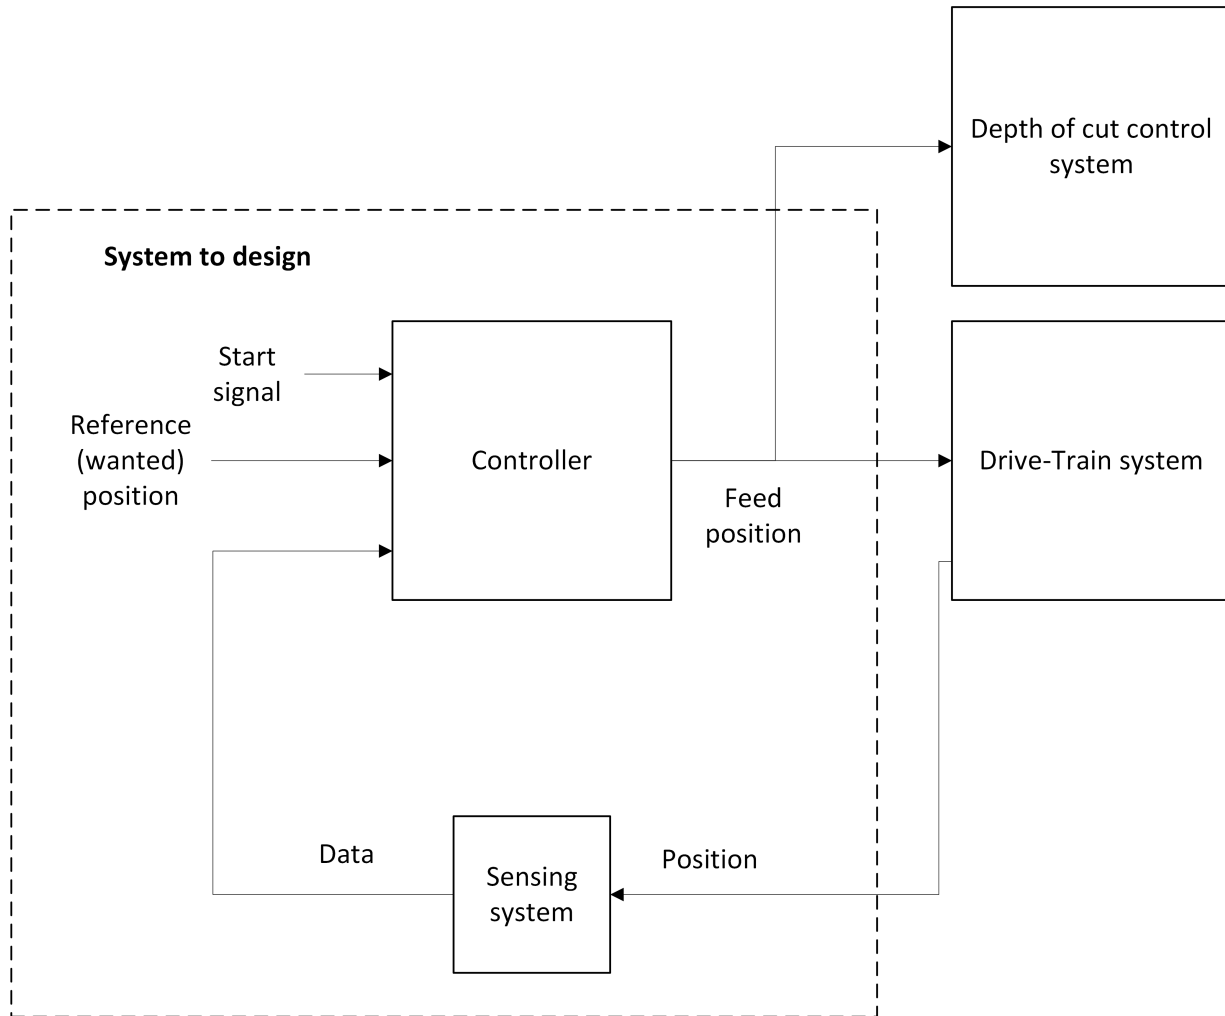 Depth of cut control
system
System to design
Start
signal
Reference
(wanted)
position
Controller
Drive-Train system
Feed
position
Data
Sensing
system
Position